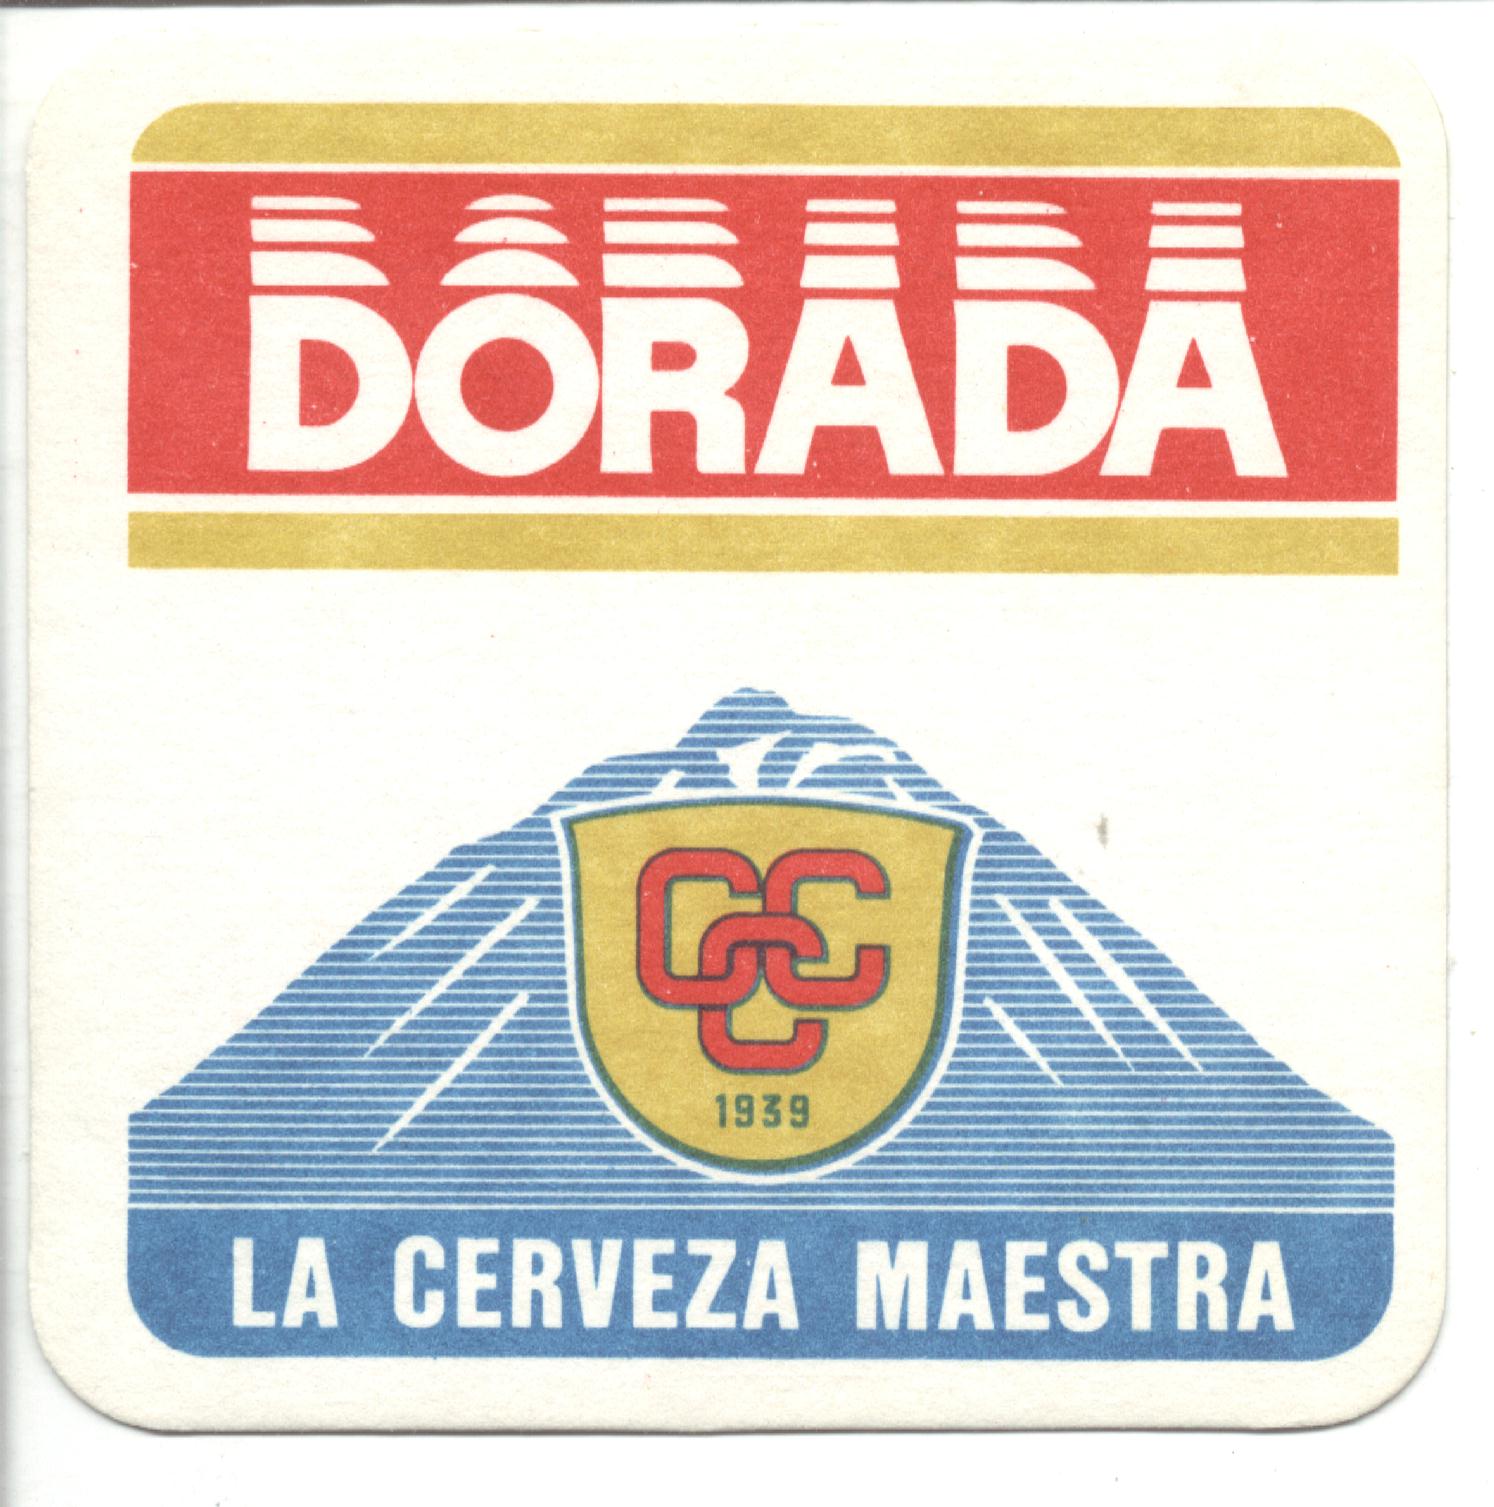 DORADA
CCC
1939
LA CERVEZA MAESTRA